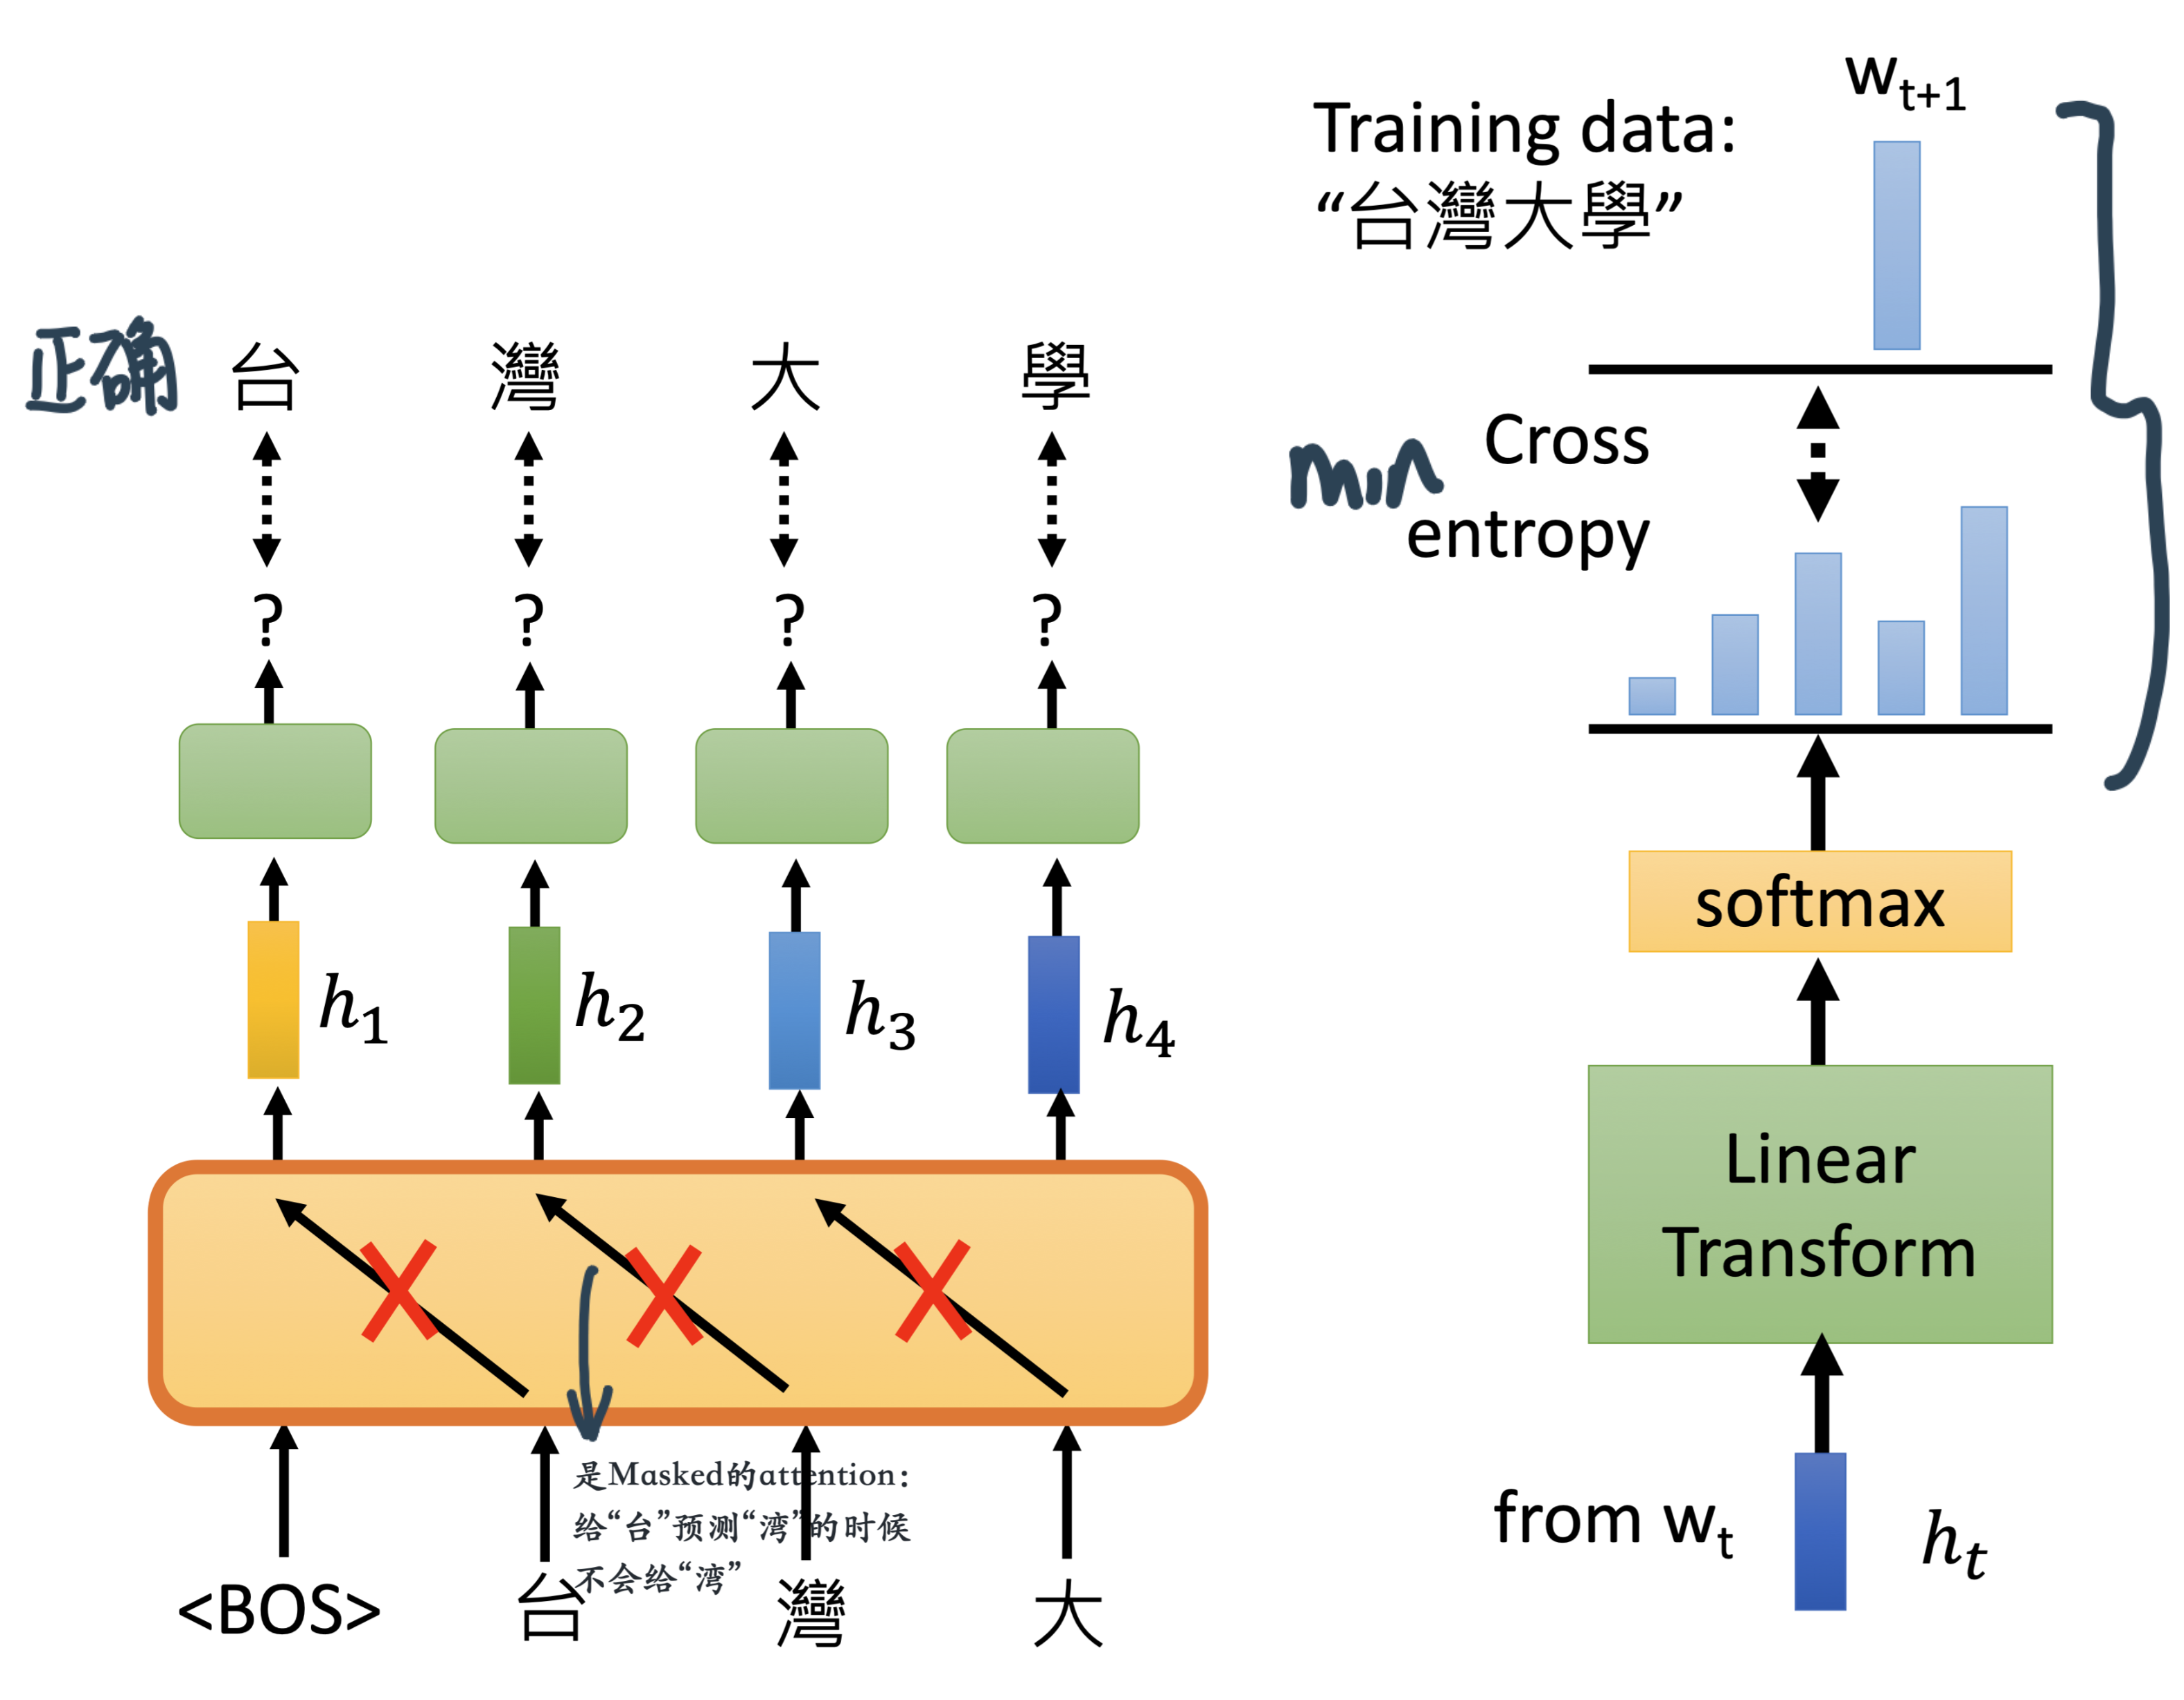 w_{t+1}
Training data:
“台灣大學”
正确 台 灣 大 學
min Cross
entropy
? ? ? ?
softmax
h_1 h_2 h_3 h_4
Linear
Transform
是Masked的attention:
给“台”预测“湾”的时候
不会给“湾”
from w_t h_t
<BOS> 台 灣 大